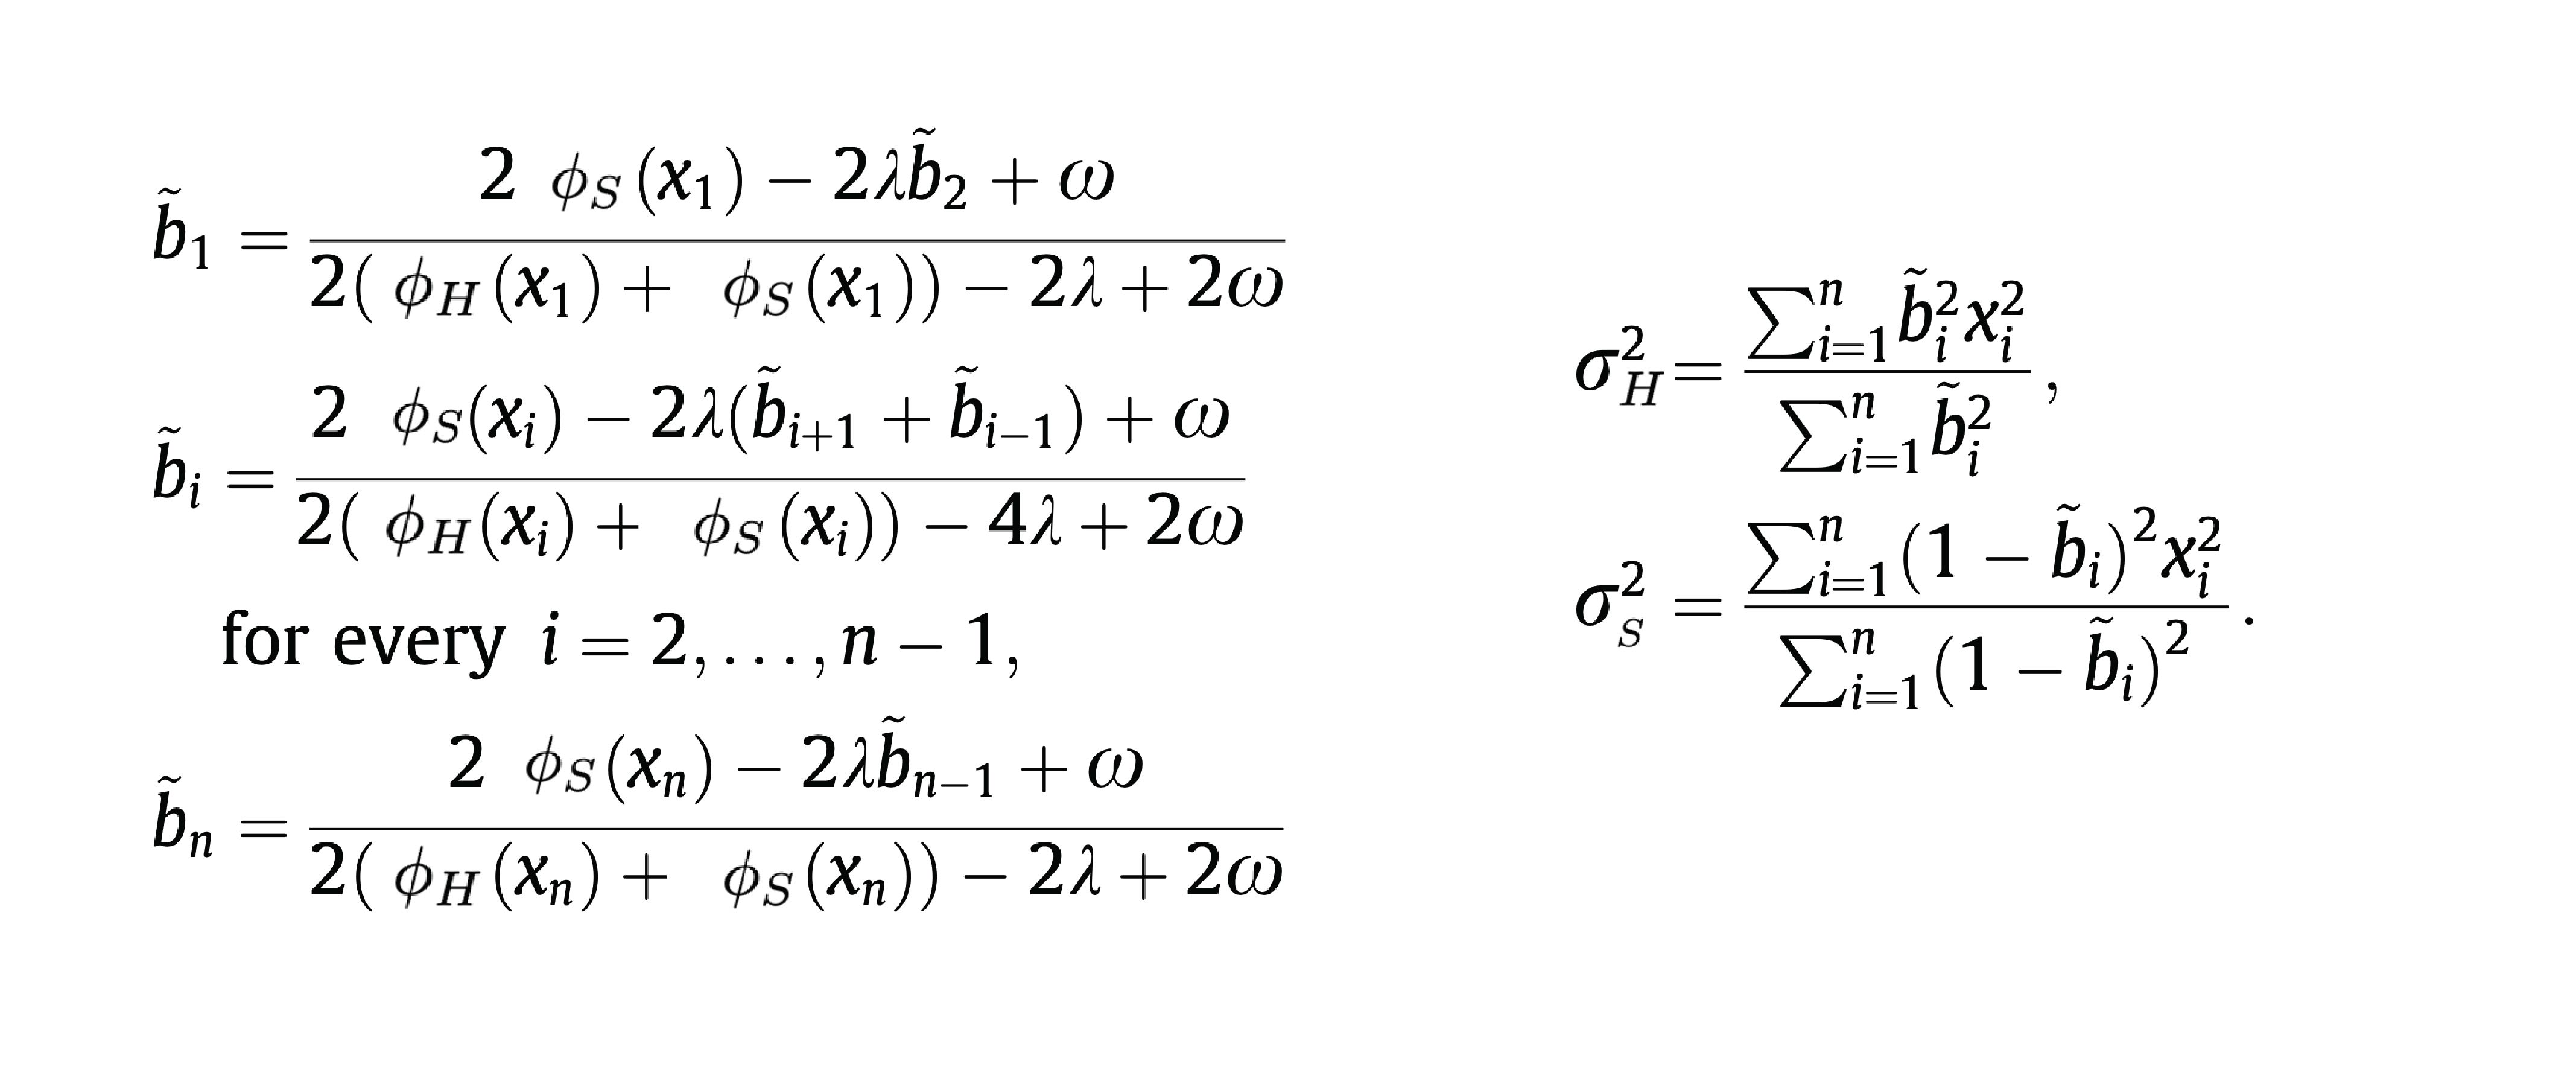 b̃₁ = (2 ϕ_S(x₁) − 2λb̃₂ + ω) / (2(ϕ_H(x₁) + ϕ_S(x₁)) − 2λ + 2ω)
b̃ᵢ = (2 ϕ_S(xᵢ) − 2λ(b̃ᵢ₊₁ + b̃ᵢ₋₁) + ω) / (2(ϕ_H(xᵢ) + ϕ_S(xᵢ)) − 4λ + 2ω)
for every i = 2, . . . , n − 1,
b̃ₙ = (2 ϕ_S(xₙ) − 2λb̃ₙ₋₁ + ω) / (2(ϕ_H(xₙ) + ϕ_S(xₙ)) − 2λ + 2ω)
σ²_H = (∑ⁿᵢ₌₁ b̃ᵢ² xᵢ²) / (∑ⁿᵢ₌₁ b̃ᵢ²) ,
σ²_S = (∑ⁿᵢ₌₁ (1 − b̃ᵢ)² xᵢ²) / (∑ⁿᵢ₌₁ (1 − b̃ᵢ)²) .